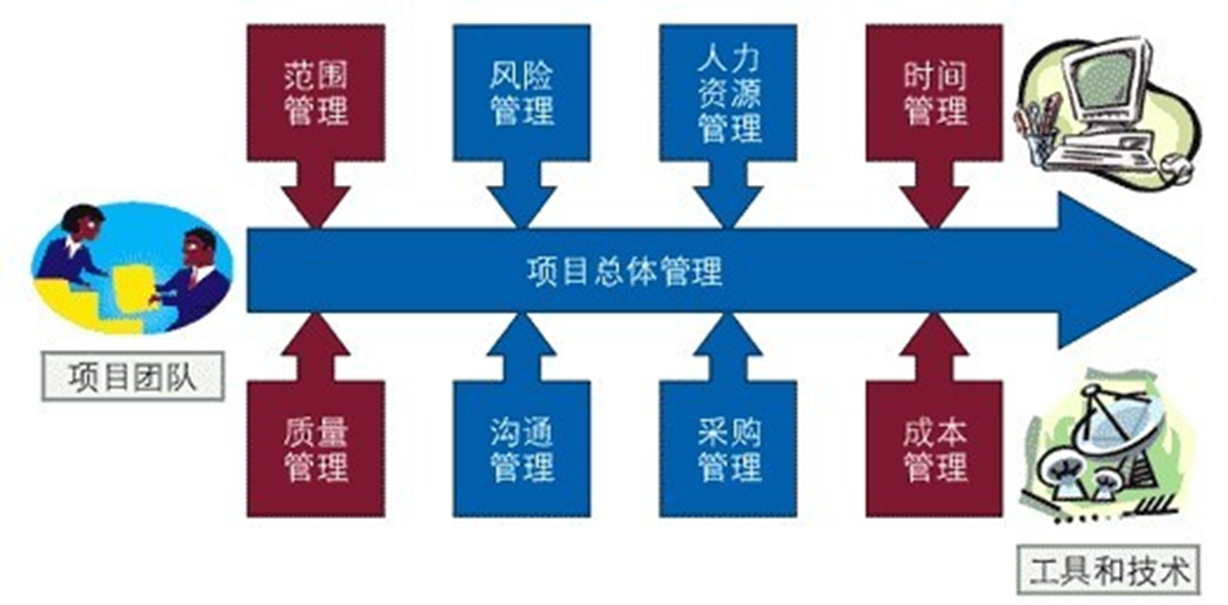 范围
管理
风险
管理
人力
资源
管理
时间
管理
项目总体管理
项目团队
质量
管理
沟通
管理
采购
管理
成本
管理
工具和技术